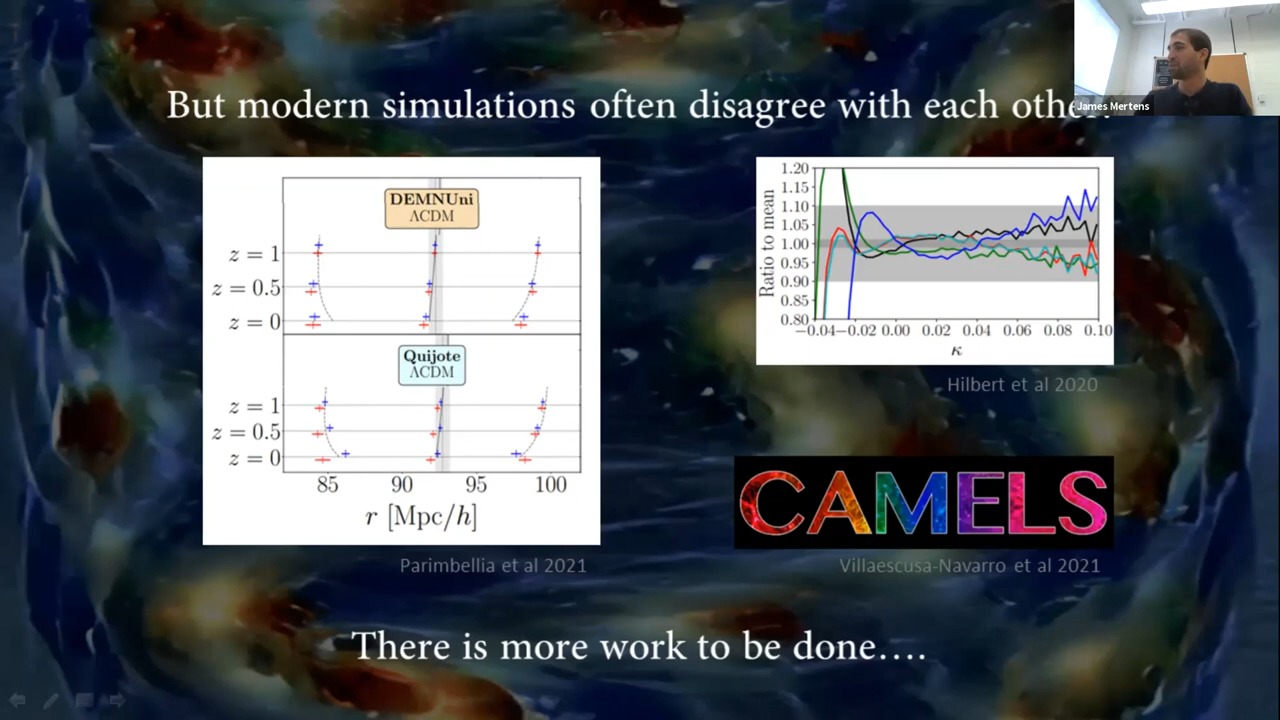 But modern simulations often disagree with each other.
James Mertens
DEMNUni
ΛCDM
z = 1
z = 0.5
z = 0
Quijote
ΛCDM
z = 1
z = 0.5
z = 0
85 90 95 100
r [Mpc/h]
Parimbellia et al 2021
Ratio to mean
1.20
1.15
1.10
1.05
1.00
0.95
0.90
0.85
0.80
−0.04 −0.02 0.00 0.02 0.04 0.06 0.08 0.10
κ
Hilbert et al 2020
CAMELS
Villaescusa-Navarro et al 2021
There is more work to be done....